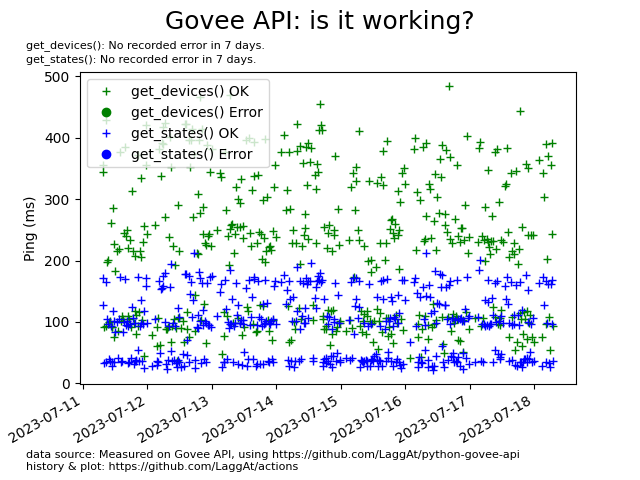 Govee API: is it working?
get_devices(): No recorded error in 7 days.
get_states(): No recorded error in 7 days.
500
400
300
200
100
0
Ping (ms)
get_devices() OK
get_devices() Error
get_states() OK
get_states() Error
2023-07-11
2023-07-12
2023-07-13
2023-07-14
2023-07-15
2023-07-16
2023-07-17
2023-07-18
data source: Measured on Govee API, using https://github.com/LaggAt/python-govee-api
history & plot: https://github.com/LaggAt/actions